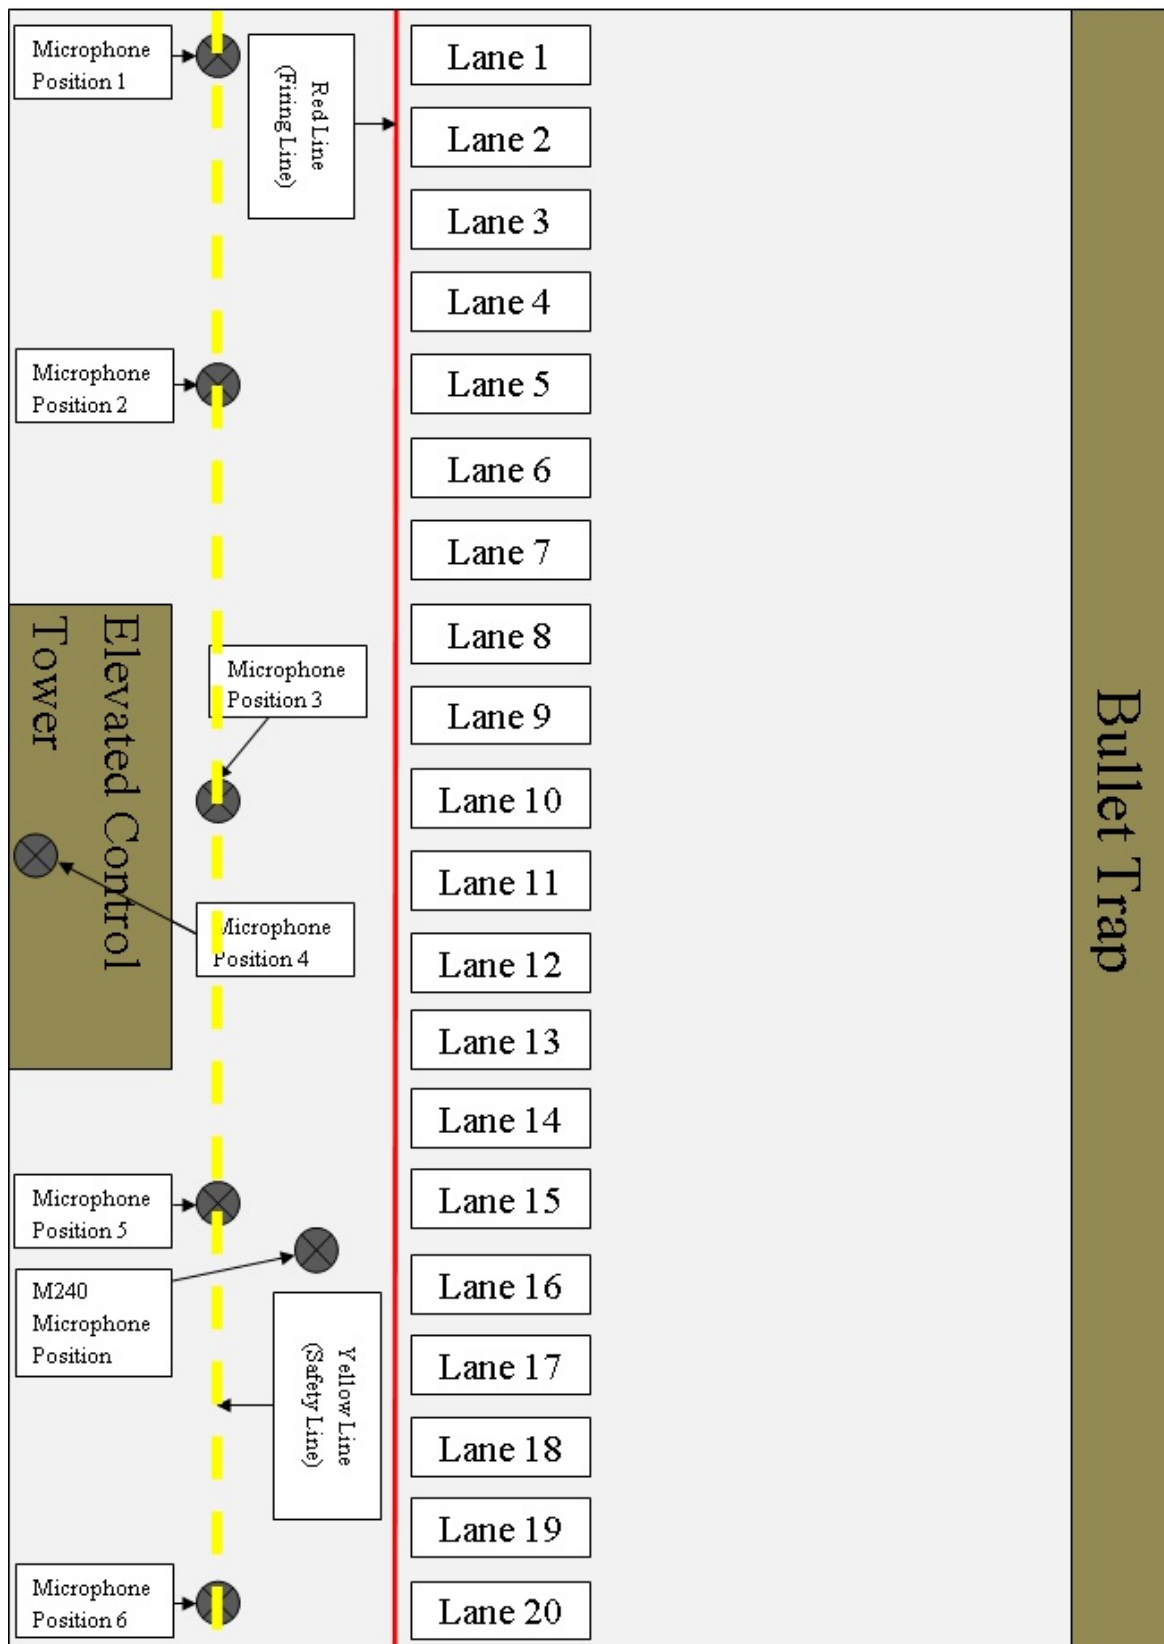 Microphone
Position 1
Red Line
(Firing Line)
Lane 1
Lane 2
Lane 3
Lane 4
Microphone
Position 2
Lane 5
Lane 6
Lane 7
Elevated Control
Tower
Lane 8
Microphone
Position 3
Lane 9
Lane 10
Lane 11
Microphone
Position 4
Lane 12
Lane 13
Lane 14
Bullet Trap
Microphone
Position 5
Lane 15
M240
Microphone
Position
Lane 16
Yellow Line
(Safety Line)
Lane 17
Lane 18
Lane 19
Microphone
Position 6
Lane 20